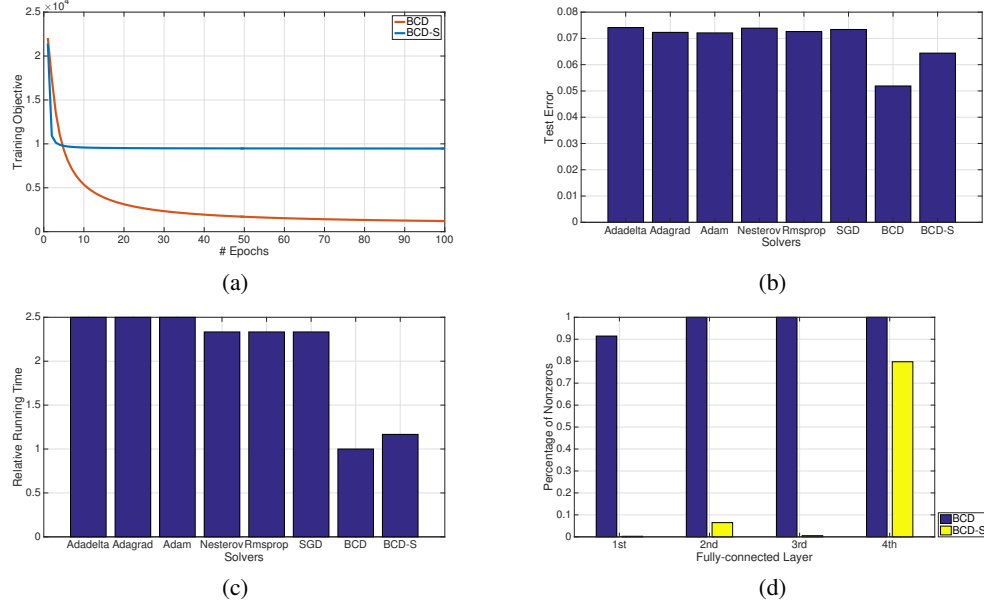 ×10⁴
2.5
2
1.5
1
0.5
0
0 10 20 30 40 50 60 70 80 90 100
# Epochs
Training Objective
BCD
BCD-S
(a)
0.08
0.07
0.06
0.05
0.04
0.03
0.02
0.01
0
Adadelta Adagrad Adam Nesterov Rmsprop SGD BCD BCD-S
Solvers
Test Error
(b)
2.5
2
1.5
1
0.5
0
Adadelta Adagrad Adam Nesterov Rmsprop SGD BCD BCD-S
Solvers
Relative Running Time
(c)
1
0.9
0.8
0.7
0.6
0.5
0.4
0.3
0.2
0.1
0
1st 2nd 3rd 4th
Fully-connected Layer
Percentage of Nonzeros
BCD
BCD-S
(d)